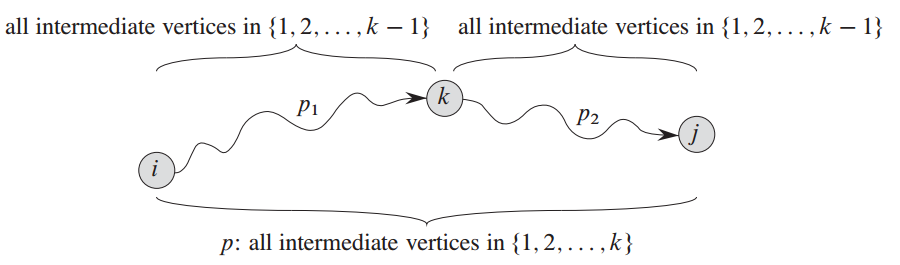 all intermediate vertices in {1, 2, . . . , k − 1} all intermediate vertices in {1, 2, . . . , k − 1}
p₁ k p₂ j
i
p: all intermediate vertices in {1, 2, . . . , k}